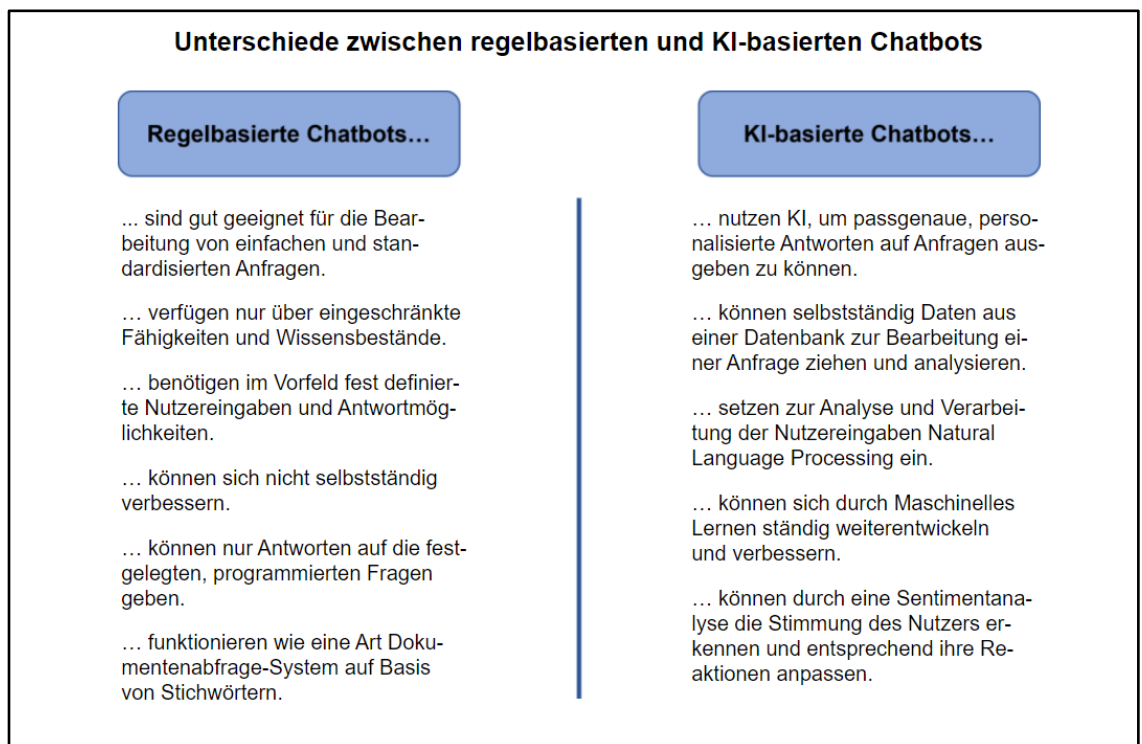 Unterschiede zwischen regelbasierten und KI-basierten Chatbots
Regelbasierte Chatbots…
... sind gut geeignet für die Bear-
beitung von einfachen und stan-
dardisierten Anfragen.
… verfügen nur über eingeschränkte
Fähigkeiten und Wissensbestände.
… benötigen im Vorfeld fest definier-
te Nutzereingaben und Antwortmög-
lichkeiten.
… können sich nicht selbstständig
verbessern.
… können nur Antworten auf die fest-
gelegten, programmierten Fragen
geben.
… funktionieren wie eine Art Doku-
mentenabfrage-System auf Basis
von Stichwörtern.
KI-basierte Chatbots…
… nutzen KI, um passgenaue, perso-
nalisierte Antworten auf Anfragen aus-
geben zu können.
… können selbstständig Daten aus
einer Datenbank zur Bearbeitung ei-
ner Anfrage ziehen und analysieren.
… setzen zur Analyse und Verarbei-
tung der Nutzereingaben Natural
Language Processing ein.
… können sich durch Maschinelles
Lernen ständig weiterentwickeln
und verbessern.
… können durch eine Sentimentana-
lyse die Stimmung des Nutzers er-
kennen und entsprechend ihre Re-
aktionen anpassen.